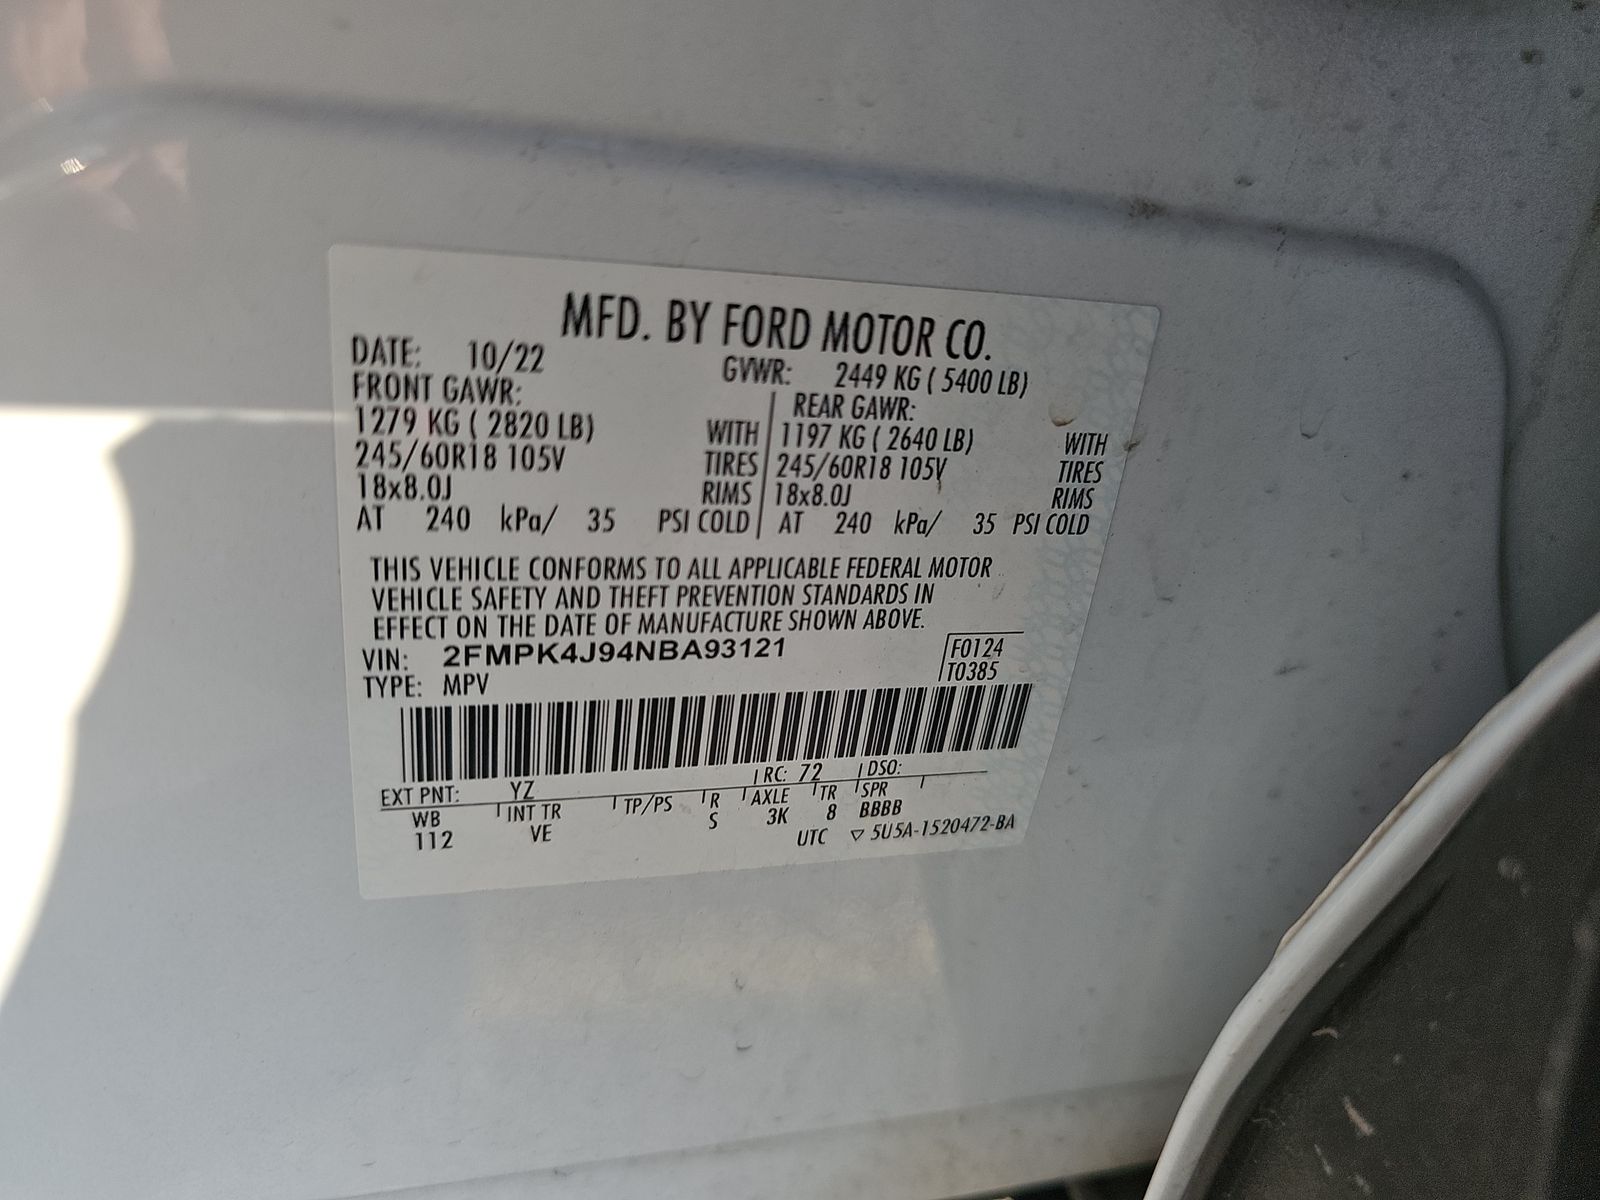 MFD. BY FORD MOTOR CO.
DATE: 10/22 GVWR: 2449 KG ( 5400 LB)
FRONT GAWR: REAR GAWR:
1279 KG ( 2820 LB) WITH 1197 KG ( 2640 LB) WITH
245/60R18 105V TIRES 245/60R18 105V TIRES
18x8.0J RIMS 18x8.0J RIMS
AT 240 kPa/ 35 PSI COLD AT 240 kPa/ 35 PSI COLD
THIS VEHICLE CONFORMS TO ALL APPLICABLE FEDERAL MOTOR
VEHICLE SAFETY AND THEFT PREVENTION STANDARDS IN
EFFECT ON THE DATE OF MANUFACTURE SHOWN ABOVE.
VIN: 2FMPK4J94NBA93121 F0124
TYPE: MPV T0385
EXT PNT: YZ RC: 72 DSO:
WB INT TR TP/PS R AXLE TR SPR
112 VE S 3K 8 BBBB
UTC ▽ 5U5A-1520472-BA